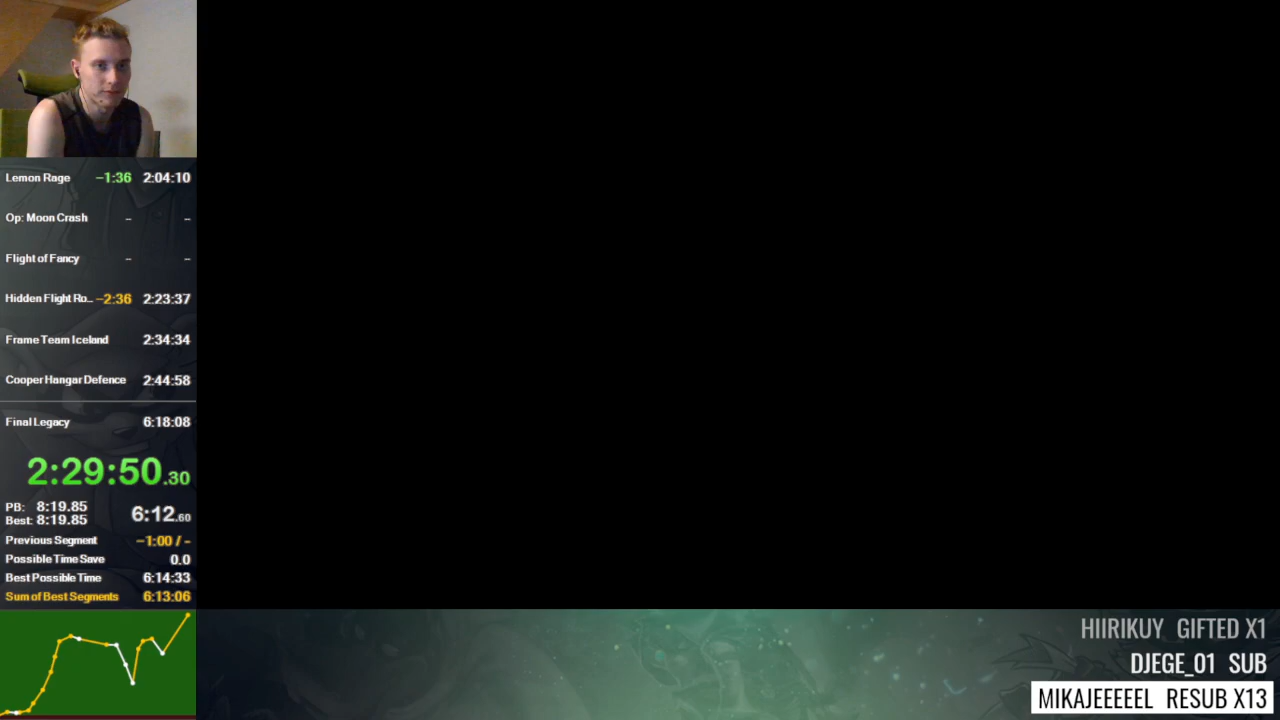 Lemon Rage −1:36 2:04:10
Op: Moon Crash – –
Flight of Fancy – –
Hidden Flight Ro... −2:36 2:23:37
Frame Team Iceland 2:34:34
Cooper Hangar Defence 2:44:58
Final Legacy 6:18:08
2:29:50.30
PB: 8:19.85
Best: 8:19.85
6:12.60
Previous Segment −1:00 / -
Possible Time Save 0.0
Best Possible Time 6:14:33
Sum of Best Segments 6:13:06
HIIRIKUY GIFTED X1
DJEGE_01 SUB
MIKAJEEEEEL RESUB X13